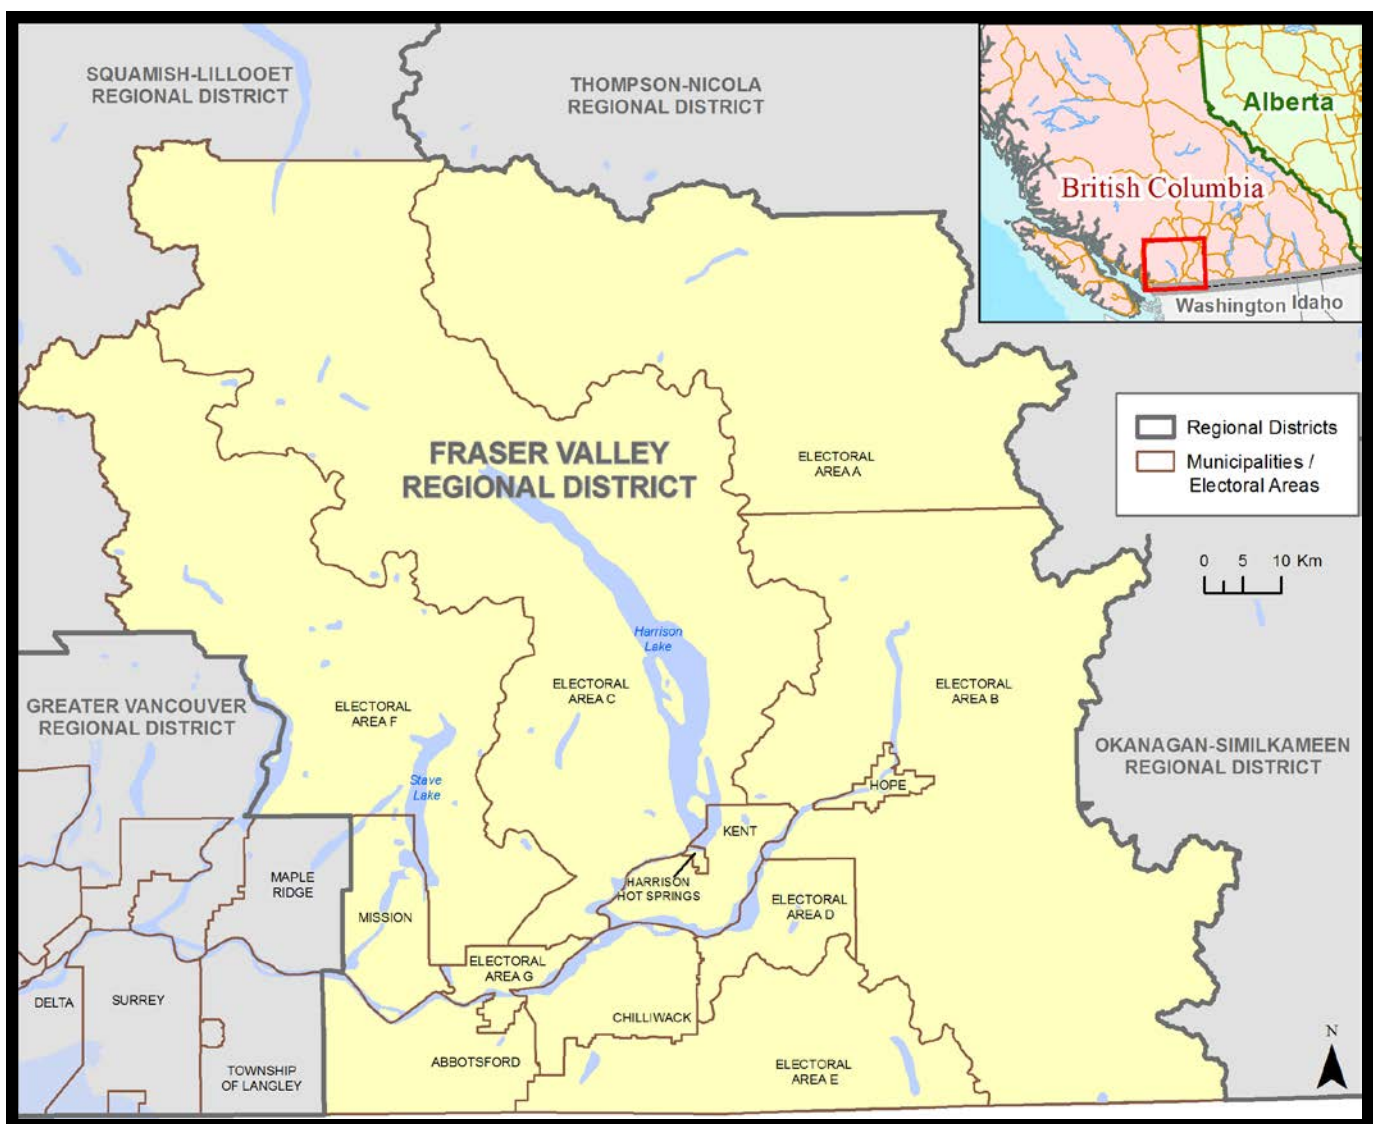 SQUAMISH-LILLOOET
REGIONAL DISTRICT
THOMPSON-NICOLA
REGIONAL DISTRICT
Alberta
British Columbia
Washington
Idaho
Regional Districts
Municipalities /
Electoral Areas
0 5 10 Km
FRASER VALLEY
REGIONAL DISTRICT
ELECTORAL
AREA A
Harrison
Lake
ELECTORAL
AREA C
ELECTORAL
AREA B
ELECTORAL
AREA F
GREATER VANCOUVER
REGIONAL DISTRICT
OKANAGAN-SIMILKAMEEN
REGIONAL DISTRICT
Stave
Lake
HOPE
KENT
HARRISON
HOT SPRINGS
MAPLE
RIDGE
MISSION
ELECTORAL
AREA D
ELECTORAL
AREA G
DELTA
SURREY
CHILLIWACK
TOWNSHIP
OF LANGLEY
ABBOTSFORD
ELECTORAL
AREA E
N